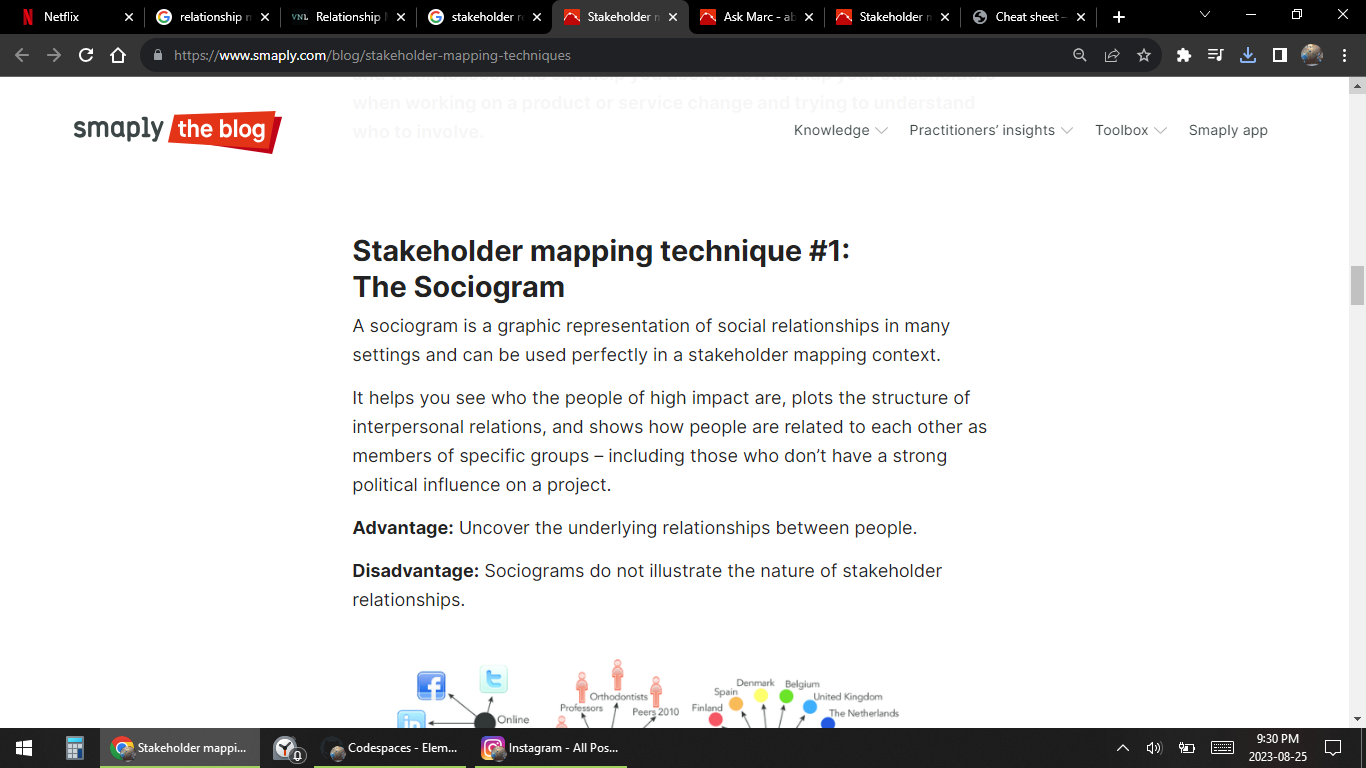 Netflix
relationship m
VNL Relationship M
stakeholder re
Stakeholder m
Ask Marc - ab
Stakeholder m
Cheat sheet –
https://www.smaply.com/blog/stakeholder-mapping-techniques
when working on a product or service change and trying to understand
who to involve.
smaply the blog
Knowledge
Practitioners’ insights
Toolbox
Smaply app
Stakeholder mapping technique #1:
The Sociogram
A sociogram is a graphic representation of social relationships in many
settings and can be used perfectly in a stakeholder mapping context.
It helps you see who the people of high impact are, plots the structure of
interpersonal relations, and shows how people are related to each other as
members of specific groups – including those who don’t have a strong
political influence on a project.
Advantage: Uncover the underlying relationships between people.
Disadvantage: Sociograms do not illustrate the nature of stakeholder
relationships.
Online
Professors
Orthodontists
Peers 2010
Finland
Spain
Denmark
Belgium
United Kingdom
The Netherlands
Stakeholder mappi...
0
Codespaces - Elem...
Instagram - All Pos...
9:30 PM
2023-08-25